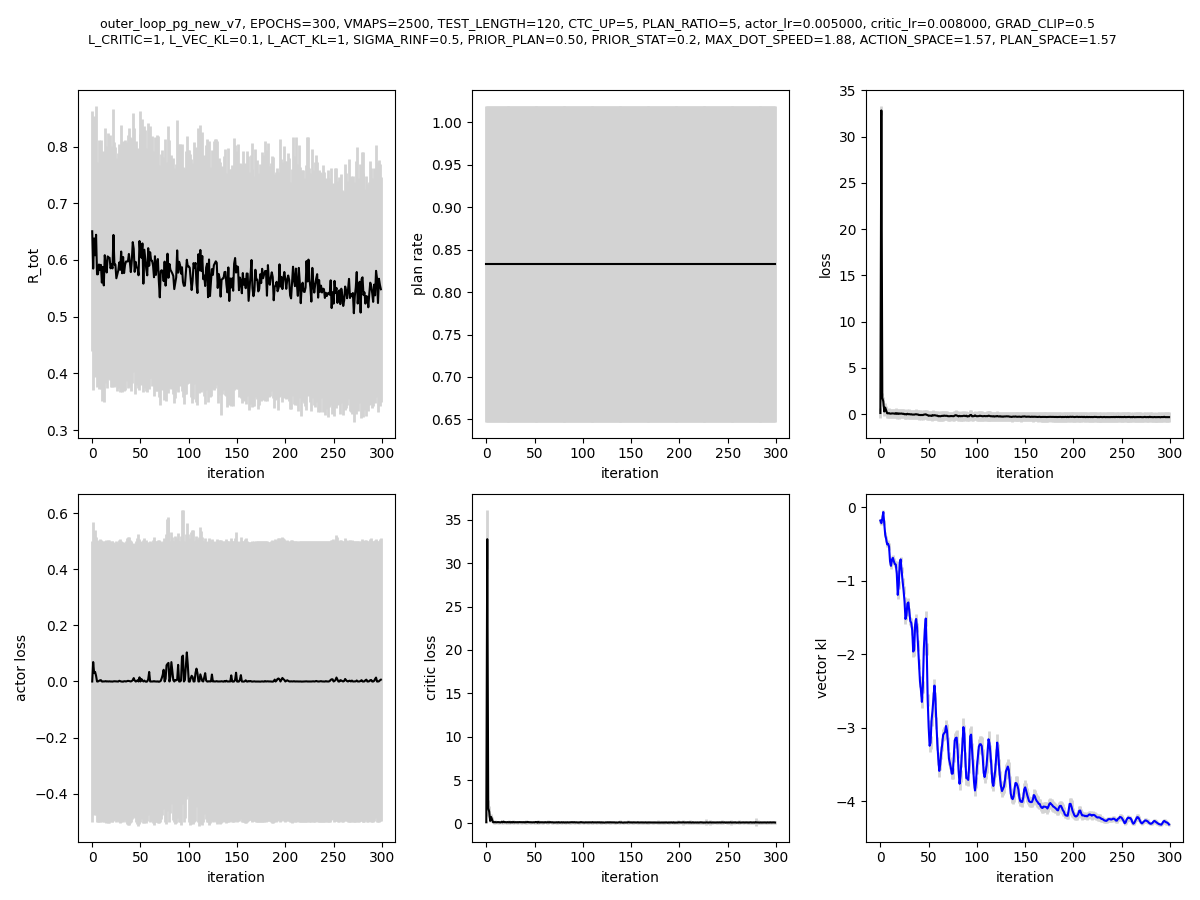 outer_loop_pg_new_v7, EPOCHS=300, VMAPS=2500, TEST_LENGTH=120, CTC_UP=5, PLAN_RATIO=5, actor_lr=0.005000, critic_lr=0.008000, GRAD_CLIP=0.5
L_CRITIC=1, L_VEC_KL=0.1, L_ACT_KL=1, SIGMA_RINF=0.5, PRIOR_PLAN=0.50, PRIOR_STAT=0.2, MAX_DOT_SPEED=1.88, ACTION_SPACE=1.57, PLAN_SPACE=1.57
R_tot
0.8
0.7
0.6
0.5
0.4
0.3
0 50 100 150 200 250 300
iteration
plan rate
1.00
0.95
0.90
0.85
0.80
0.75
0.70
0.65
0 50 100 150 200 250 300
iteration
loss
35
30
25
20
15
10
5
0
0 50 100 150 200 250 300
iteration
actor loss
0.6
0.4
0.2
0.0
−0.2
−0.4
0 50 100 150 200 250 300
iteration
critic loss
35
30
25
20
15
10
5
0
0 50 100 150 200 250 300
iteration
vector kl
0
−1
−2
−3
−4
0 50 100 150 200 250 300
iteration